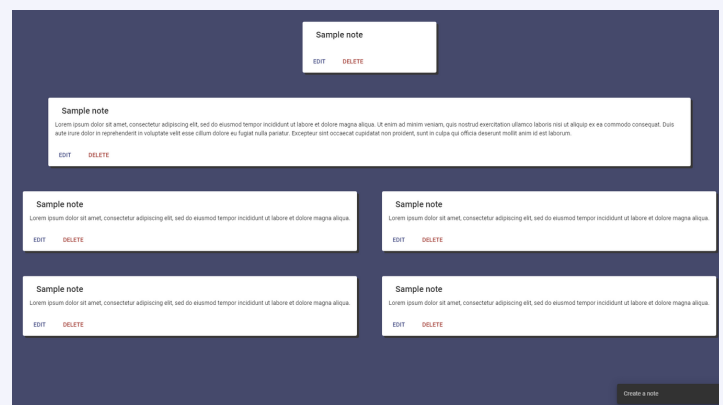 Sample note
EDIT DELETE
Sample note
Lorem ipsum dolor sit amet, consectetur adipiscing elit, sed do eiusmod tempor incididunt ut labore et dolore magna aliqua. Ut enim ad minim veniam, quis nostrud exercitation ullamco laboris nisi ut aliquip ex ea commodo consequat. Duis
aute irure dolor in reprehenderit in voluptate velit esse cillum dolore eu fugiat nulla pariatur. Excepteur sint occaecat cupidatat non proident, sunt in culpa qui officia deserunt mollit anim id est laborum.
EDIT DELETE
Sample note
Lorem ipsum dolor sit amet, consectetur adipiscing elit, sed do eiusmod tempor incididunt ut labore et dolore magna aliqua.
EDIT DELETE
Sample note
Lorem ipsum dolor sit amet, consectetur adipiscing elit, sed do eiusmod tempor incididunt ut labore et dolore magna aliqua.
EDIT DELETE
Sample note
Lorem ipsum dolor sit amet, consectetur adipiscing elit, sed do eiusmod tempor incididunt ut labore et dolore magna aliqua.
EDIT DELETE
Sample note
Lorem ipsum dolor sit amet, consectetur adipiscing elit, sed do eiusmod tempor incididunt ut labore et dolore magna aliqua.
EDIT DELETE
Create a note